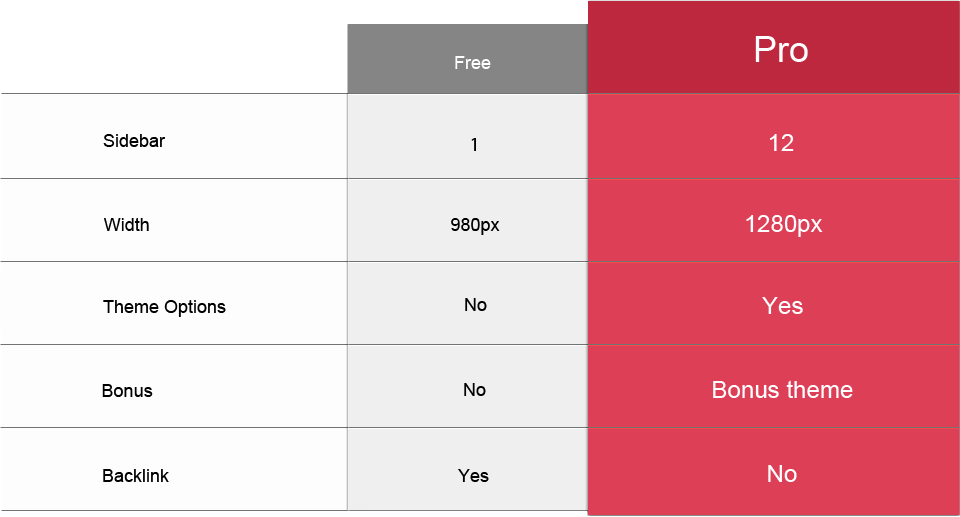 Free Pro
Sidebar 1 12
Width 980px 1280px
Theme Options No Yes
Bonus No Bonus theme
Backlink Yes No